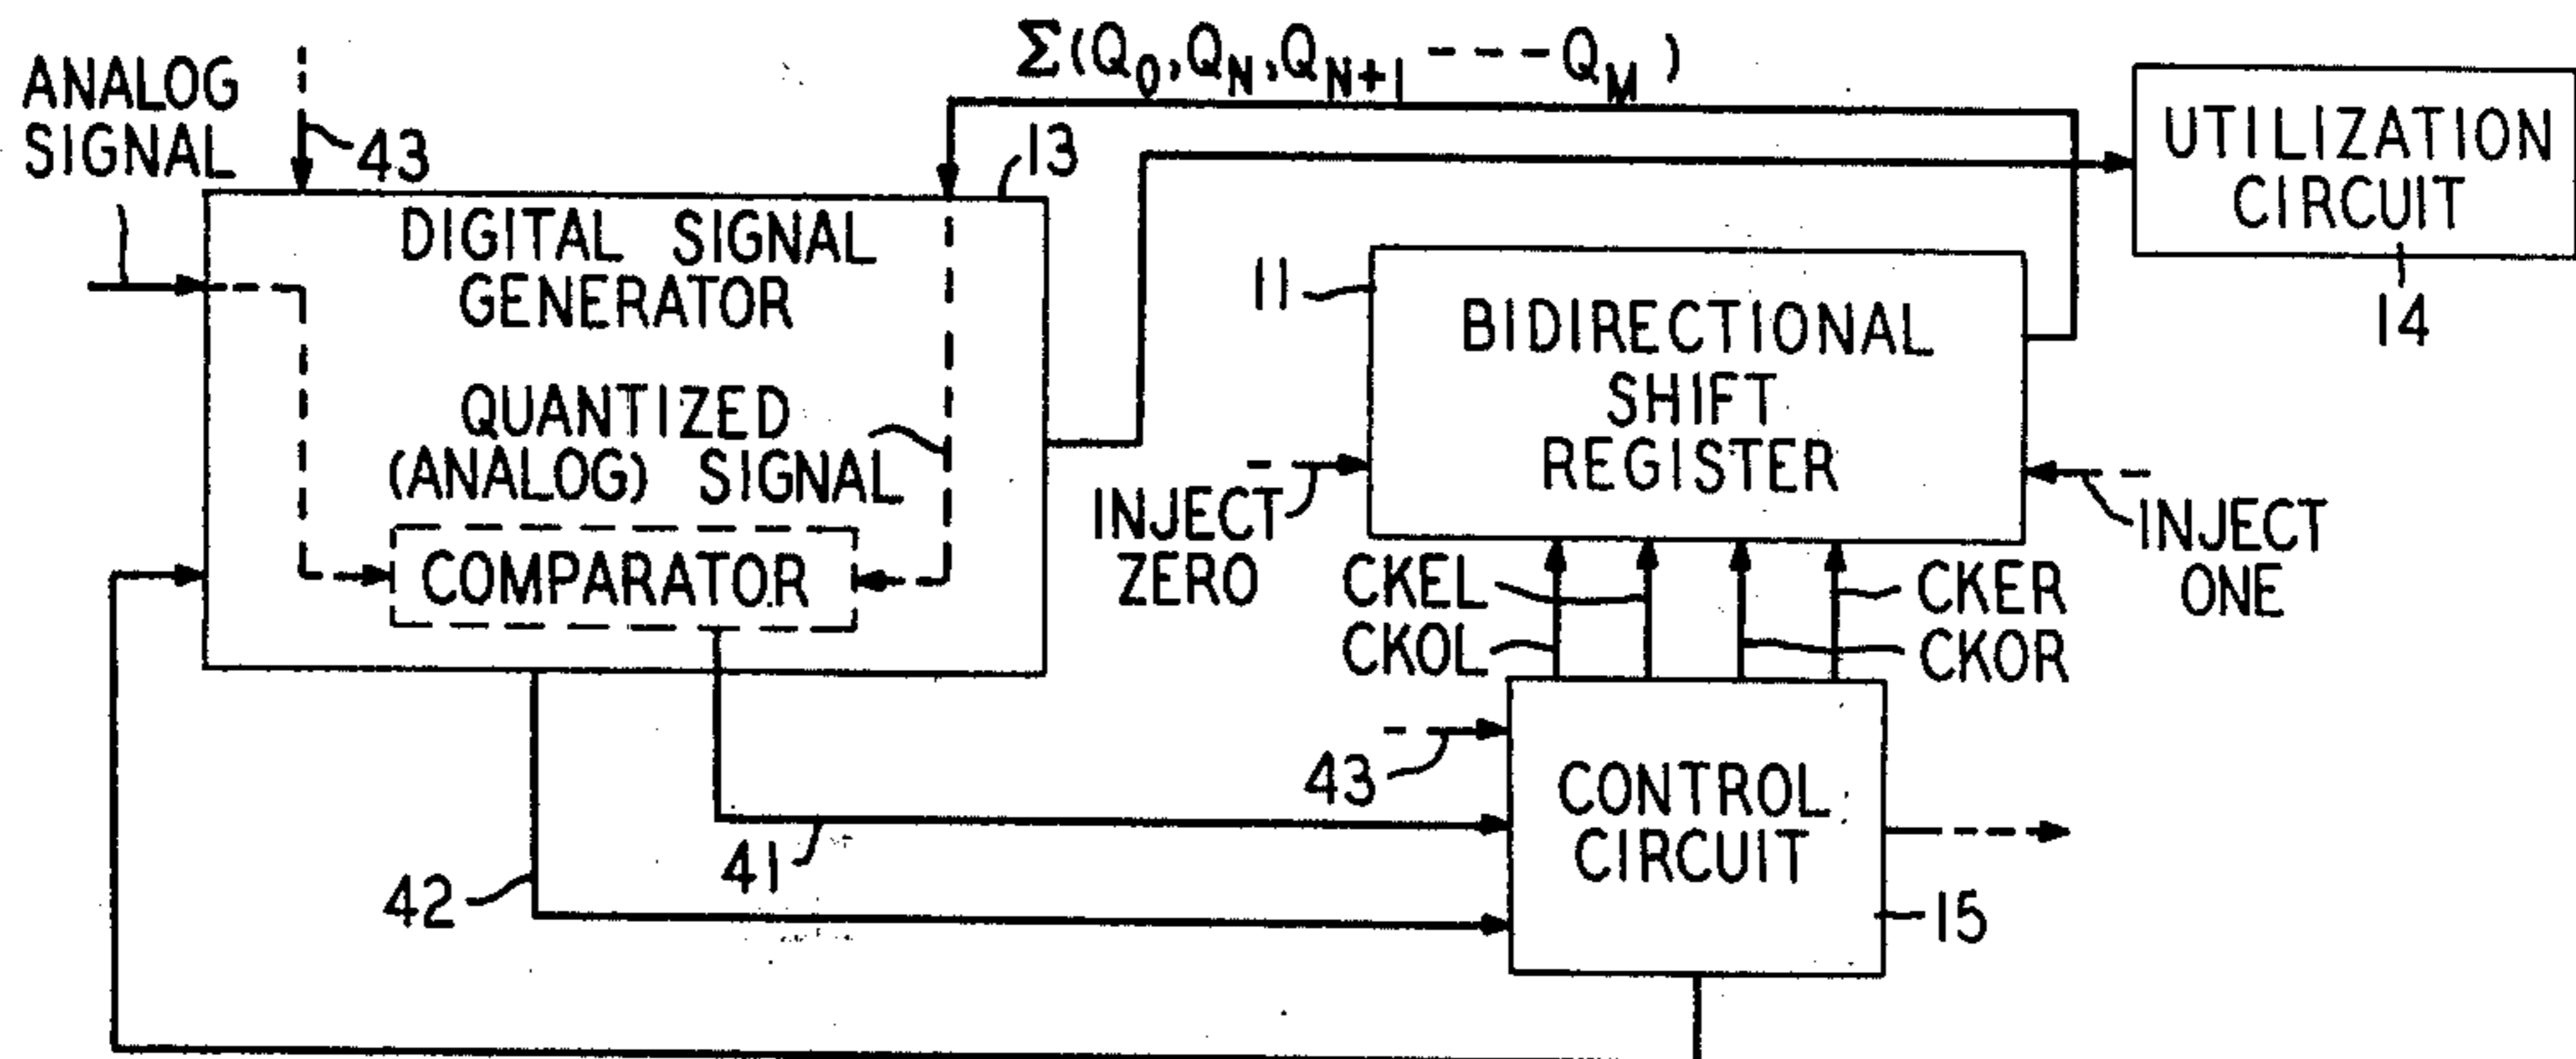 ANALOG
SIGNAL
43
Σ(Q0,QN,QN+1 ---QM)
13
UTILIZATION
CIRCUIT
14
DIGITAL SIGNAL
GENERATOR
QUANTIZED
(ANALOG) SIGNAL
COMPARATOR
11
BIDIRECTIONAL
SHIFT
REGISTER
INJECT
ZERO
INJECT
ONE
CKEL
CKOL
CKER
CKOR
43
CONTROL
CIRCUIT
15
41
42